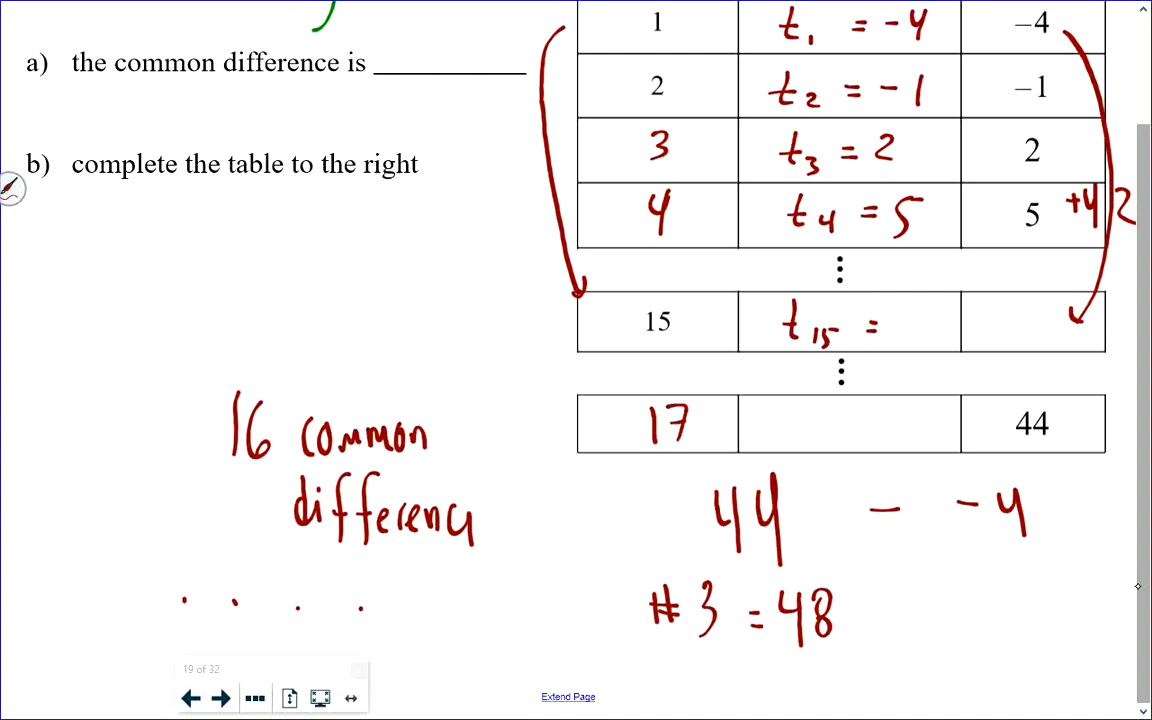 1 t₁ = -4 –4
a) the common difference is __________
2 t₂ = -1 –1
3 t₃ = 2 2
b) complete the table to the right
4 t₄ = 5 5 +42
⋮
15 t₁₅ =
⋮
17 44
16 common
difference
44 - -4
#3 = 48
. . . .
19 of 32
Extend Page